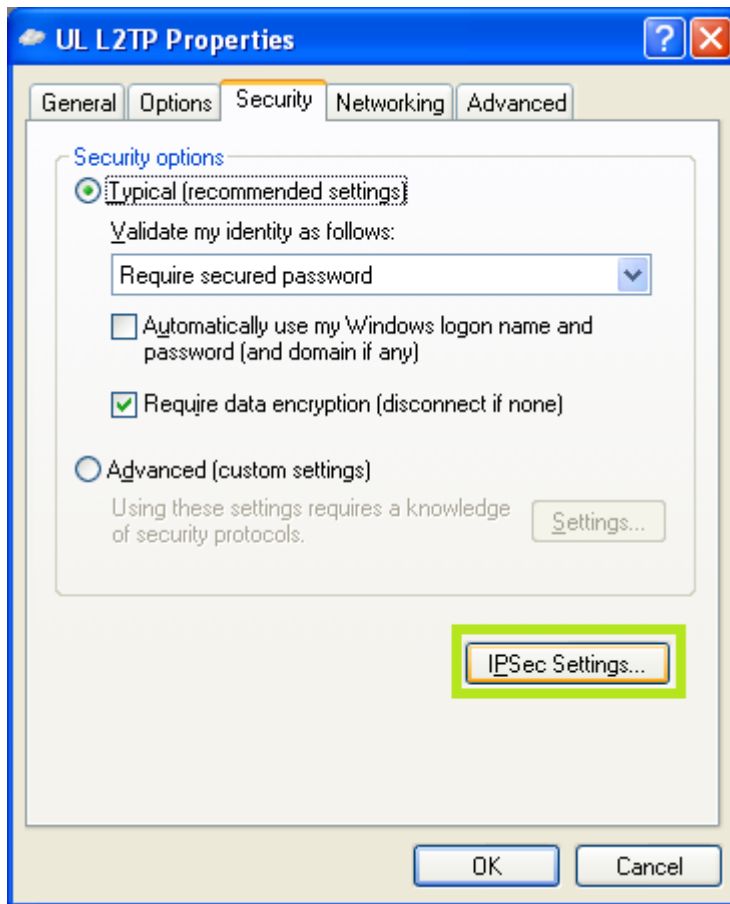 UL L2TP Properties
General Options Security Networking Advanced
Security options
Typical (recommended settings)
Validate my identity as follows:
Require secured password
Automatically use my Windows logon name and
password (and domain if any)
Require data encryption (disconnect if none)
Advanced (custom settings)
Using these settings requires a knowledge
of security protocols.
Settings...
IPSec Settings...
OK Cancel